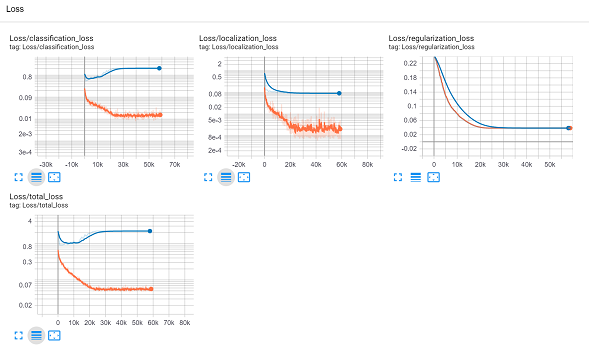 Loss
Loss/classification_loss
tag: Loss/classification_loss
0.8
0.09
0.01
2e-3
3e-4
-30k -10k 10k 30k 50k 70k
Loss/localization_loss
tag: Loss/localization_loss
2
0.5
0.08
0.02
5e-3
8e-4
2e-4
-20k 0 20k 40k 60k 80k
Loss/regularization_loss
tag: Loss/regularization_loss
0.22
0.18
0.14
0.1
0.06
0.02
-0.02
0 10k 20k 30k 50k
Loss/total_loss
tag: Loss/total_loss
4
0.8
0.3
0.07
0.02
0 10k 20k 30k 40k 50k 60k 70k 80k